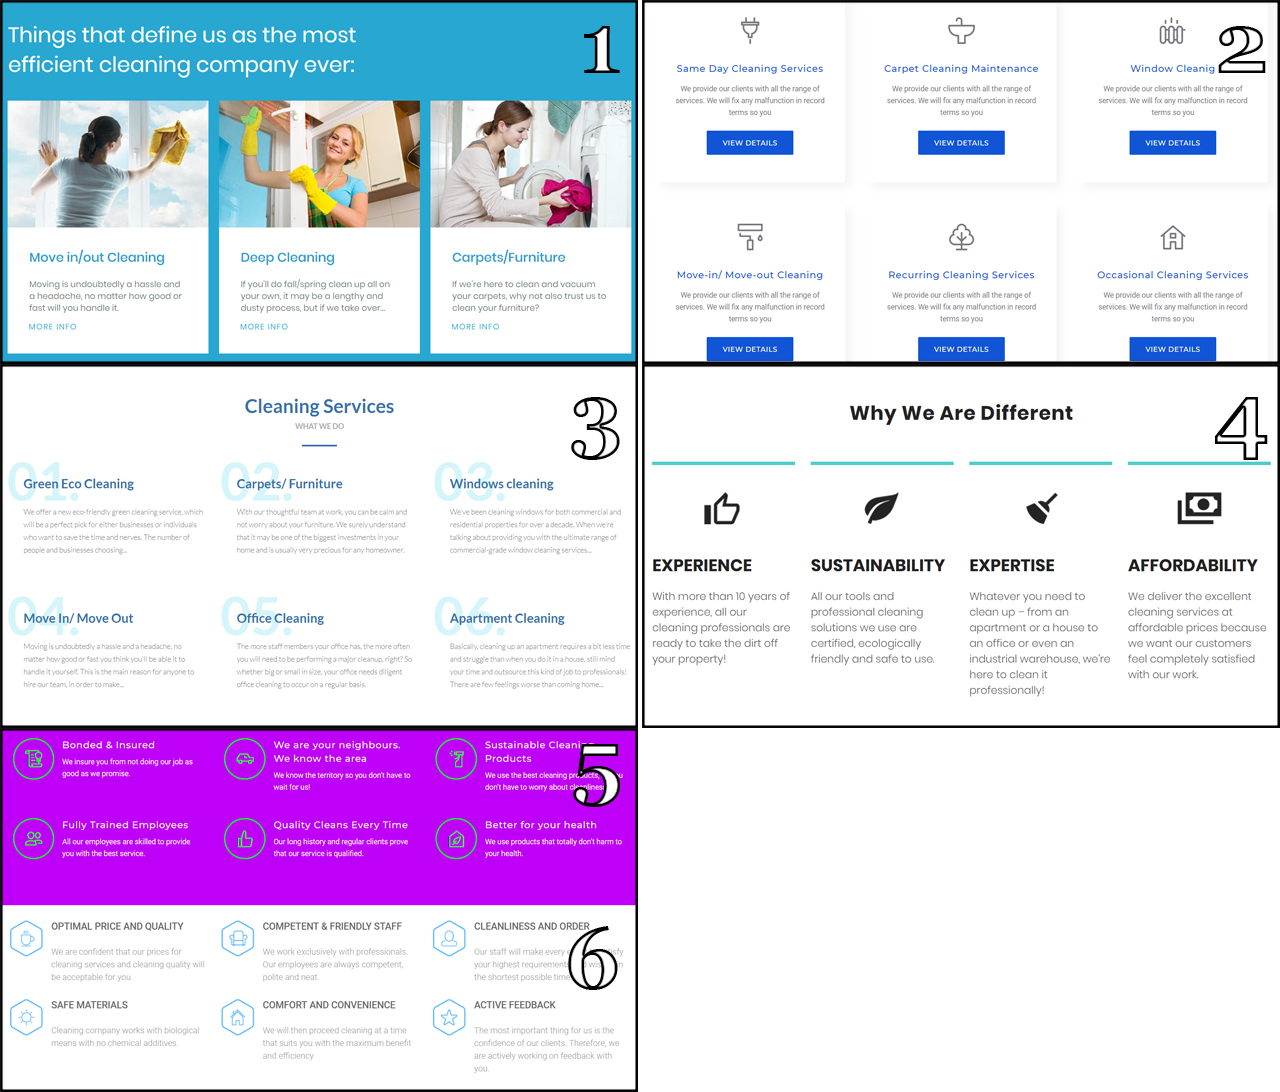 Things that define us as the most
efficient cleaning company ever:
1
Move in/out Cleaning
Moving is undoubtedly a hassle and
a headache, no matter how good or
fast will you handle it.
MORE INFO
Deep Cleaning
If you'll do fall/spring clean up all on
your own, it may be a lengthy and
dusty process, but if we take over...
MORE INFO
Carpets/Furniture
If we're here to clean and vacuum
your carpets, why not also trust us to
clean your furniture?
MORE INFO
2
Same Day Cleaning Services
We provide our clients with all the range of
services. We will fix any malfunction in record
terms so you
VIEW DETAILS
Carpet Cleaning Maintenance
We provide our clients with all the range of
services. We will fix any malfunction in record
terms so you
VIEW DETAILS
Window Cleanig
We provide our clients with all the range of
services. We will fix any malfunction in record
terms so you
VIEW DETAILS
Move-in/ Move-out Cleaning
We provide our clients with all the range of
services. We will fix any malfunction in record
terms so you
VIEW DETAILS
Recurring Cleaning Services
We provide our clients with all the range of
services. We will fix any malfunction in record
terms so you
VIEW DETAILS
Occasional Cleaning Services
We provide our clients with all the range of
services. We will fix any malfunction in record
terms so you
VIEW DETAILS
3
Cleaning Services
WHAT WE DO
01.
Green Eco Cleaning
We offer a new eco-friendly green cleaning service, which
will be a perfect pick for either businesses or individuals
who want to save the time and nerves. The number of
people and businesses choosing...
02.
Carpets/ Furniture
With our thoughtful team at work, you can be calm and
not worry about your furniture. We surely understand
that it may be one of the biggest investments in your
home and is usually very precious for any homeowner.
03.
Windows cleaning
We've been cleaning windows for both commercial and
residential properties for over a decade. When we're
talking about providing you with the ultimate range of
commercial-grade window cleaning services...
04.
Move In/ Move Out
Moving is undoubtedly a hassle and a headache, no
matter how good or fast you think you'll be able it to
handle it yourself. This is the main reason for anyone to
hire our team, in order to make...
05.
Office Cleaning
The more staff members your office has, the more often
you will need to be performing a major cleanup, right? So
whether big or small in size, your office needs diligent
office cleaning to occur on a regular basis.
06.
Apartment Cleaning
Basically, cleaning up an apartment requires a bit less time
and struggle than when you do it in a house, still mind
your time and outsource this kind of job to professionals!
There are few feelings worse than coming home...
4
Why We Are Different
EXPERIENCE
With more than 10 years of
experience, all our
cleaning professionals are
ready to take the dirt off
your property!
SUSTAINABILITY
All our tools and
professional cleaning
solutions we use are
certified, ecologically
friendly and safe to use.
EXPERTISE
Whatever you need to
clean up – from an
apartment or a house to
an office or even an
industrial warehouse, we're
here to clean it
professionally!
AFFORDABILITY
We deliver the excellent
cleaning services at
affordable prices because
we want our customers
feel completely satisfied
with our work.
5
Bonded & Insured
We insure you from not doing our job as
good as we promise.
We are your neighbours.
We know the area
We know the territory so you don't have to
wait for us!
Sustainable Cleaning
Products
We use the best cleaning products,
don't have to worry about cleanliness
Fully Trained Employees
All our employees are skilled to provide
you with the best service.
Quality Cleans Every Time
Our long history and regular clients prove
that our service is qualified.
Better for your health
We use products that totally don't harm to
your health.
6
OPTIMAL PRICE AND QUALITY
We are confident that our prices for
cleaning services and cleaning quality will
be acceptable for you.
COMPETENT & FRIENDLY STAFF
We work exclusively with professionals.
Our employees are always competent,
polite and neat.
CLEANLINESS AND ORDER
Our staff will make every
your highest requirements
the shortest possible time
SAFE MATERIALS
Cleaning company works with biological
means with no chemical additives.
COMFORT AND CONVENIENCE
We will then proceed cleaning at a time
that suits you with the maximum benefit
and efficiency
ACTIVE FEEDBACK
The most important thing for us is the
confidence of our clients. Therefore, we
are actively working on feedback with
you.